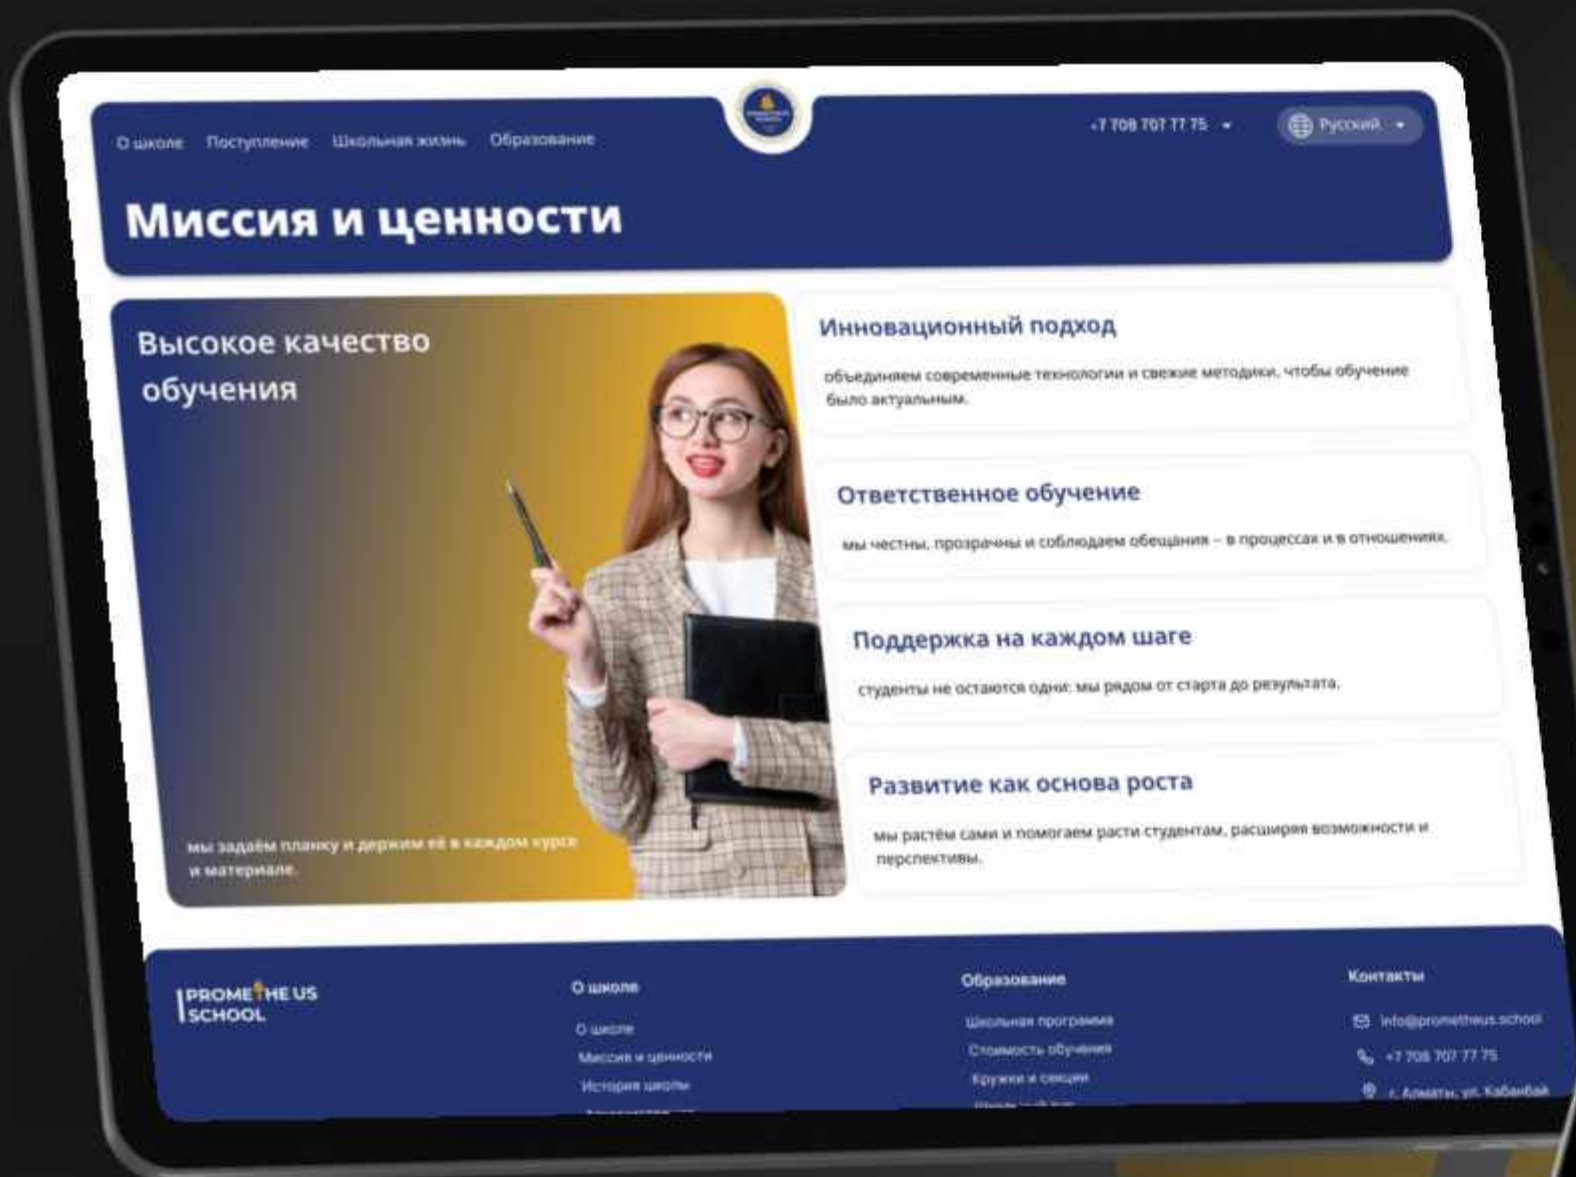 О школе Поступление Школьная жизнь Образование
PROMETHEUS
SCHOOL
+7 708 707 77 75
Русский
Миссия и ценности
Высокое качество
обучения
мы задаём планку и держим её в каждом курсе
и материале.
Инновационный подход
объединяем современные технологии и свежие методики, чтобы обучение
было актуальным.
Ответственное обучение
мы честны, прозрачны и соблюдаем обещания – в процессах и в отношениях.
Поддержка на каждом шаге
студенты не остаются одни: мы рядом от старта до результата.
Развитие как основа роста
мы растём сами и помогаем расти студентам, расширяя возможности и
перспективы.
PROMETHEUS
SCHOOL
О школе
О школе
Миссия и ценности
История школы
Образование
Школьная программа
Стоимость обучения
Кружки и секции
Контакты
info@prometheus.school
+7 708 707 77 75
г. Алматы, ул. Кабанбай